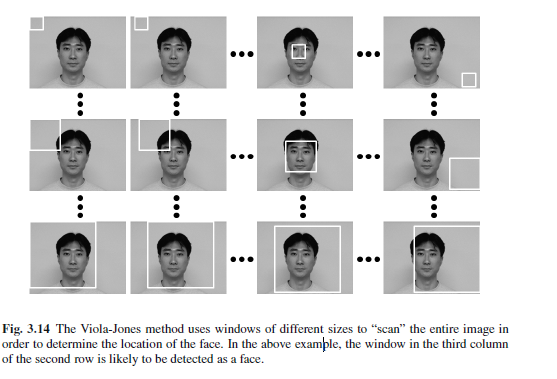 Fig. 3.14 The Viola-Jones method uses windows of different sizes to “scan” the entire image in
order to determine the location of the face. In the above example, the window in the third column
of the second row is likely to be detected as a face.